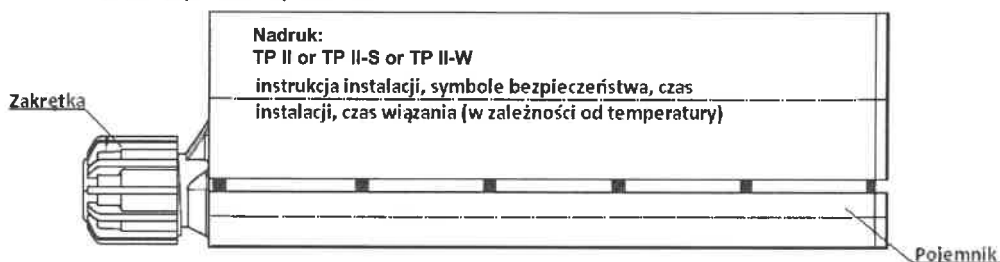 Nadruk:
TP II or TP II-S or TP II-W
instrukcja instalacji, symbole bezpieczeństwa, czas
instalacji, czas wiązania (w zależności od temperatury)
Zakrętka
Pojemnik